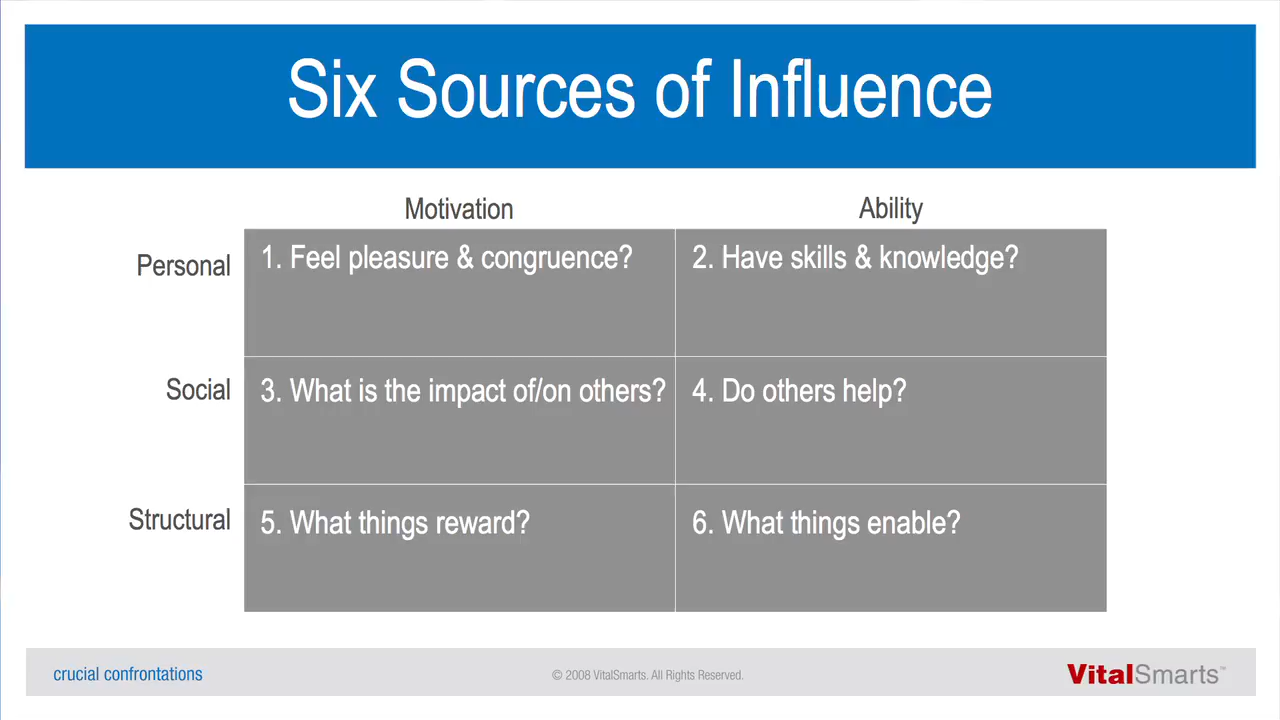 Six Sources of Influence
Motivation
Ability
Personal
1. Feel pleasure & congruence?
2. Have skills & knowledge?
Social
3. What is the impact of/on others?
4. Do others help?
Structural
5. What things reward?
6. What things enable?
crucial confrontations
© 2008 VitalSmarts. All Rights Reserved.
VitalSmarts™